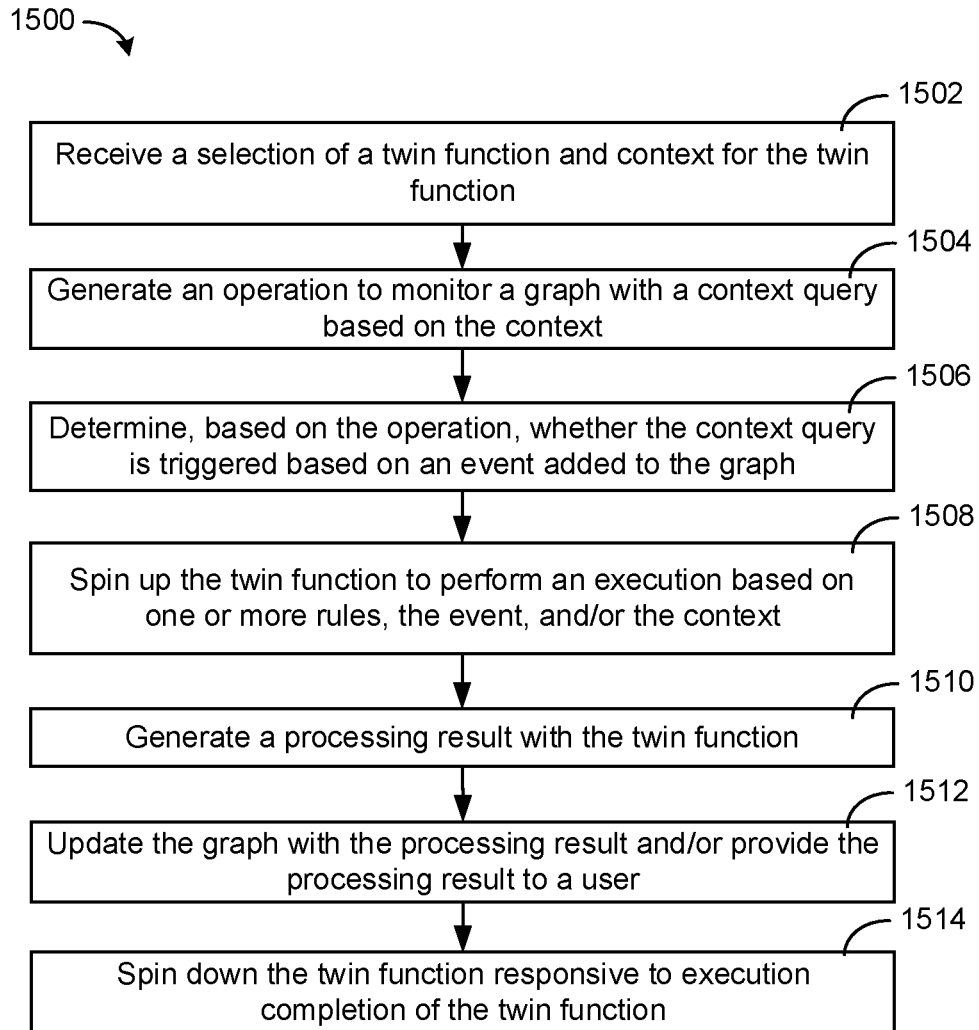 1500
1502
Receive a selection of a twin function and context for the twin
function
1504
Generate an operation to monitor a graph with a context query
based on the context
1506
Determine, based on the operation, whether the context query
is triggered based on an event added to the graph
1508
Spin up the twin function to perform an execution based on
one or more rules, the event, and/or the context
1510
Generate a processing result with the twin function
1512
Update the graph with the processing result and/or provide the
processing result to a user
1514
Spin down the twin function responsive to execution
completion of the twin function